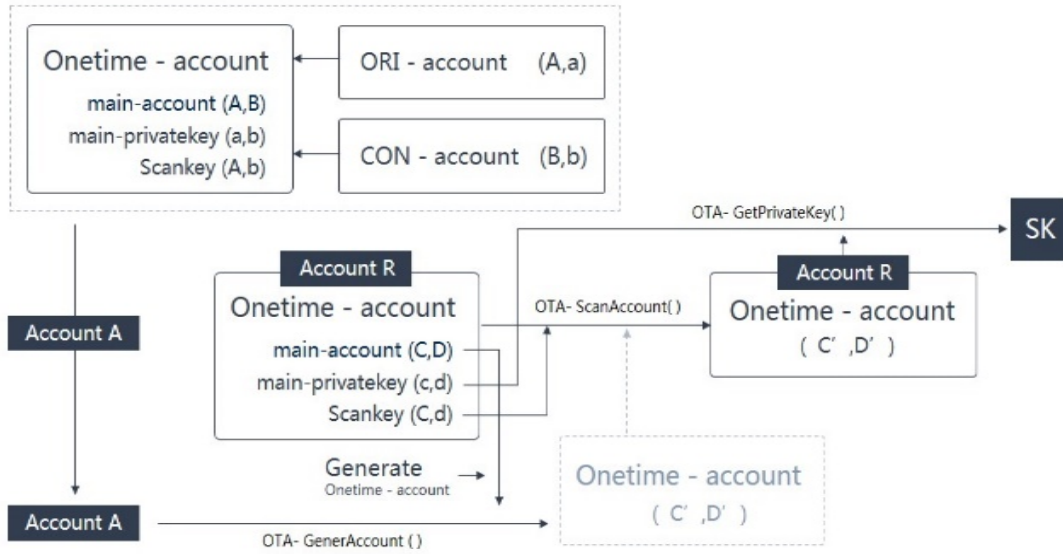 Onetime - account
main-account (A,B)
main-privatekey (a,b)
Scankey (A,b)
ORI - account (A,a)
CON - account (B,b)
OTA- GetPrivateKey( )
SK
Account R
Onetime - account
main-account (C,D)
main-privatekey (c,d)
Scankey (C,d)
OTA- ScanAccount( )
Account R
Onetime - account
( C′ ,D′ )
Account A
Generate
Onetime - account
Onetime - account
( C′ ,D′ )
Account A
OTA- GenerAccount ( )